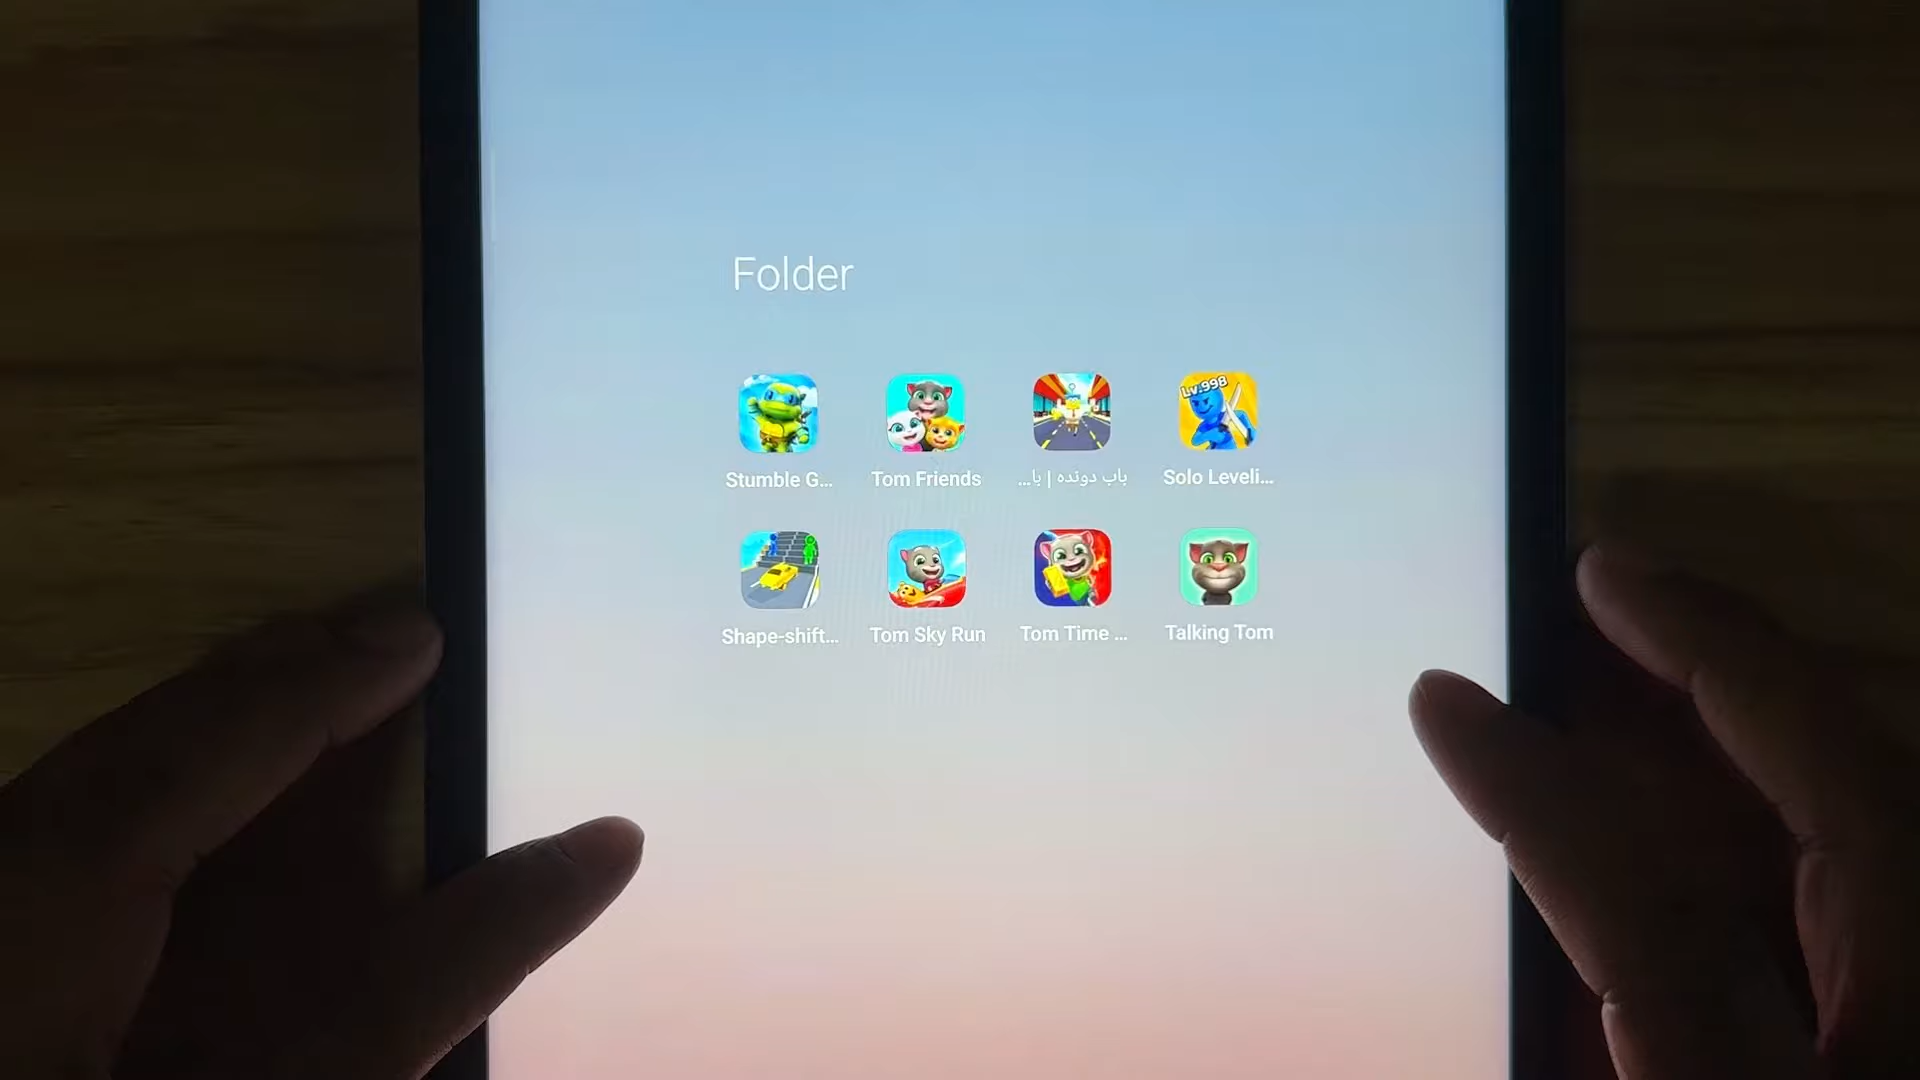 Folder
Stumble G...
Tom Friends
باب دونده | با...
Solo Leveli...
Lv.998
Shape-shift...
Tom Sky Run
Tom Time ...
Talking Tom